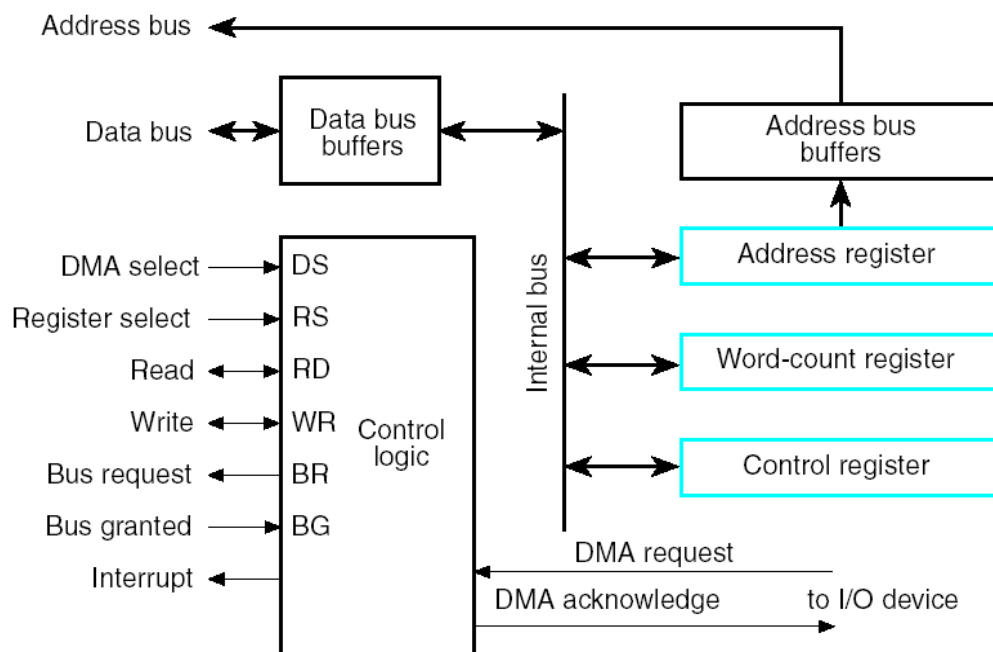 Address bus
Data bus
Data bus
buffers
Address bus
buffers
Internal bus
Address register
Word-count register
Control register
DMA select
DS
Register select
RS
Read
RD
Write
WR
Bus request
BR
Bus granted
BG
Interrupt
Control
logic
DMA request
DMA acknowledge
to I/O device